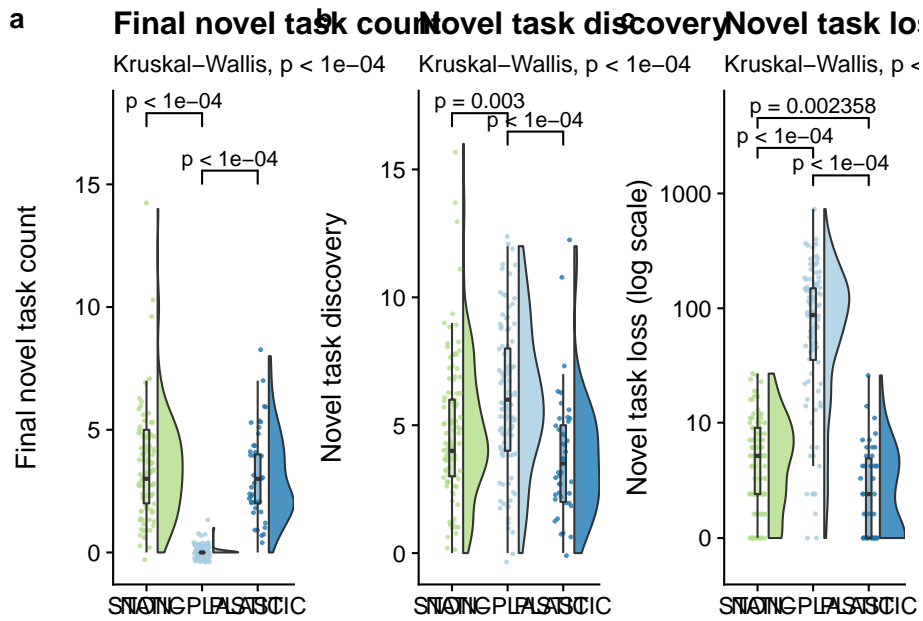 a
Final novel task count
b
Novel task discovery
c
Novel task los
Kruskal−Wallis, p < 1e−04
Kruskal−Wallis, p < 1e−04
Kruskal−Wallis, p <
p < 1e−04
p < 1e−04
p = 0.003
p < 1e−04
p = 0.002358
p < 1e−04
p < 1e−04
Final novel task count
15
10
5
0
Novel task discovery
15
10
5
0
Novel task loss (log scale)
1000
100
10
0